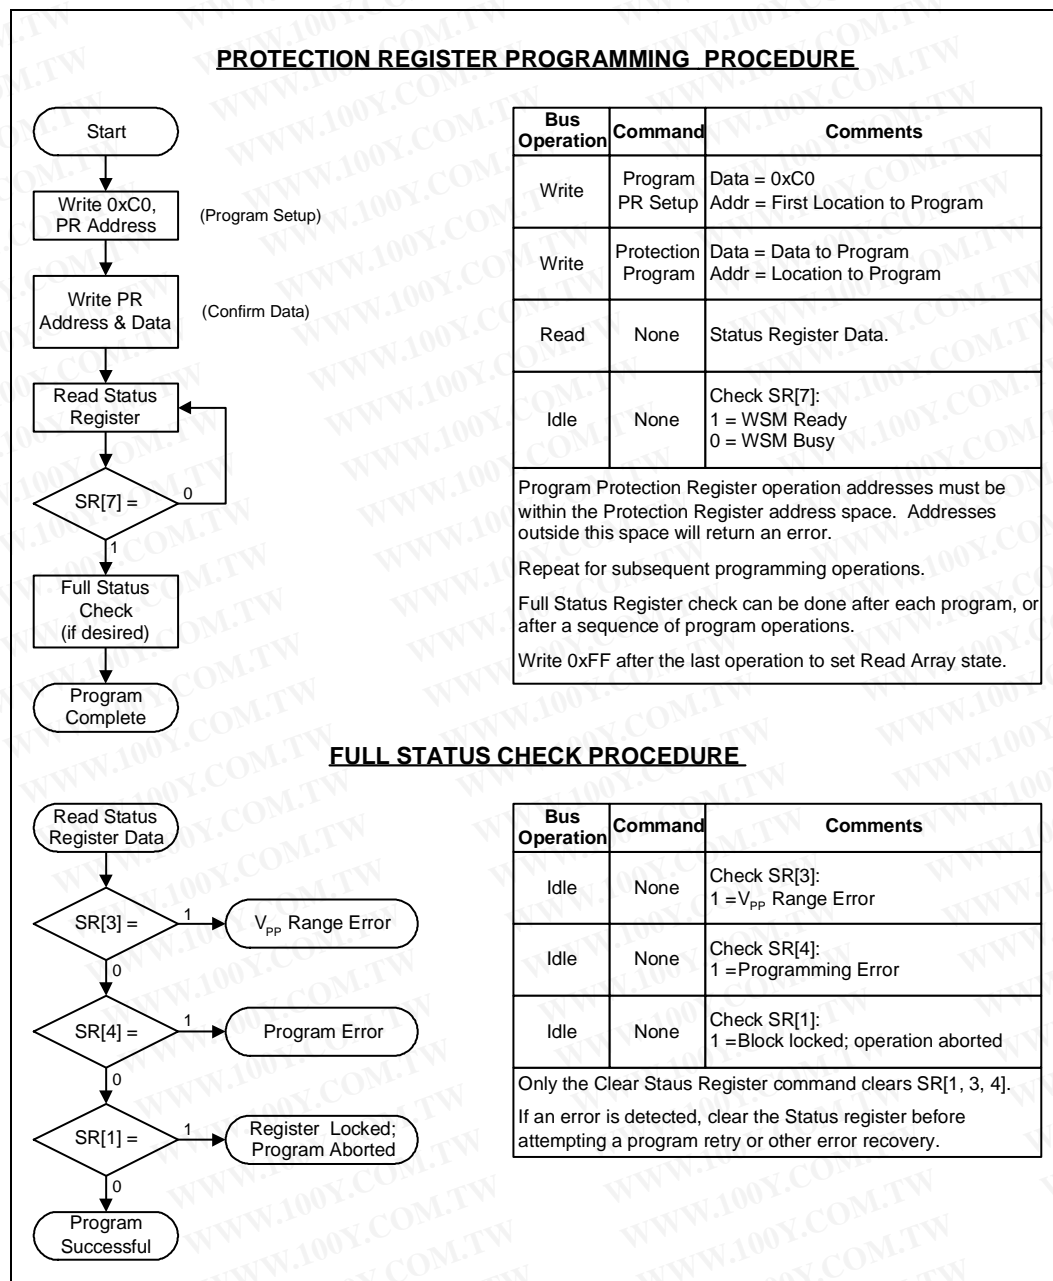 PROTECTION REGISTER PROGRAMMING PROCEDURE
Start
Write 0xC0,
PR Address
(Program Setup)
Write PR
Address & Data
(Confirm Data)
Read Status
Register
SR[7] =
0
1
Full Status
Check
(if desired)
Program
Complete
Bus
Operation
Command
Comments
Write
Program
PR Setup
Data = 0xC0
Addr = First Location to Program
Write
Protection
Program
Data = Data to Program
Addr = Location to Program
Read
None
Status Register Data.
Idle
None
Check SR[7]:
1 = WSM Ready
0 = WSM Busy
Program Protection Register operation addresses must be
within the Protection Register address space. Addresses
outside this space will return an error.
Repeat for subsequent programming operations.
Full Status Register check can be done after each program, or
after a sequence of program operations.
Write 0xFF after the last operation to set Read Array state.
FULL STATUS CHECK PROCEDURE
Read Status
Register Data
SR[3] =
1
VPP Range Error
0
SR[4] =
1
Program Error
0
SR[1] =
1
Register Locked;
Program Aborted
0
Program
Successful
Bus
Operation
Command
Comments
Idle
None
Check SR[3]:
1 =VPP Range Error
Idle
None
Check SR[4]:
1 =Programming Error
Idle
None
Check SR[1]:
1 =Block locked; operation aborted
Only the Clear Staus Register command clears SR[1, 3, 4].
If an error is detected, clear the Status register before
attempting a program retry or other error recovery.
WWW.100Y.COM.TW